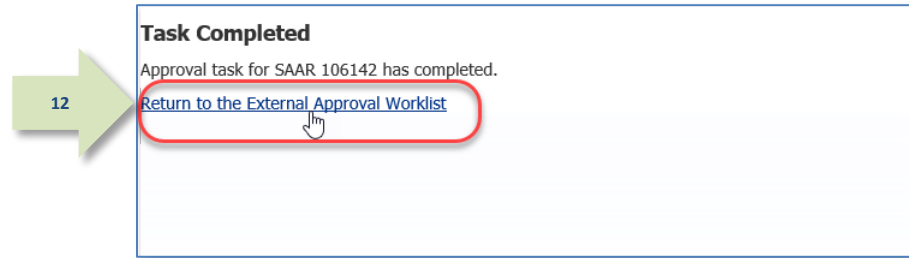 Task Completed
Approval task for SAAR 106142 has completed.
12
Return to the External Approval Worklist